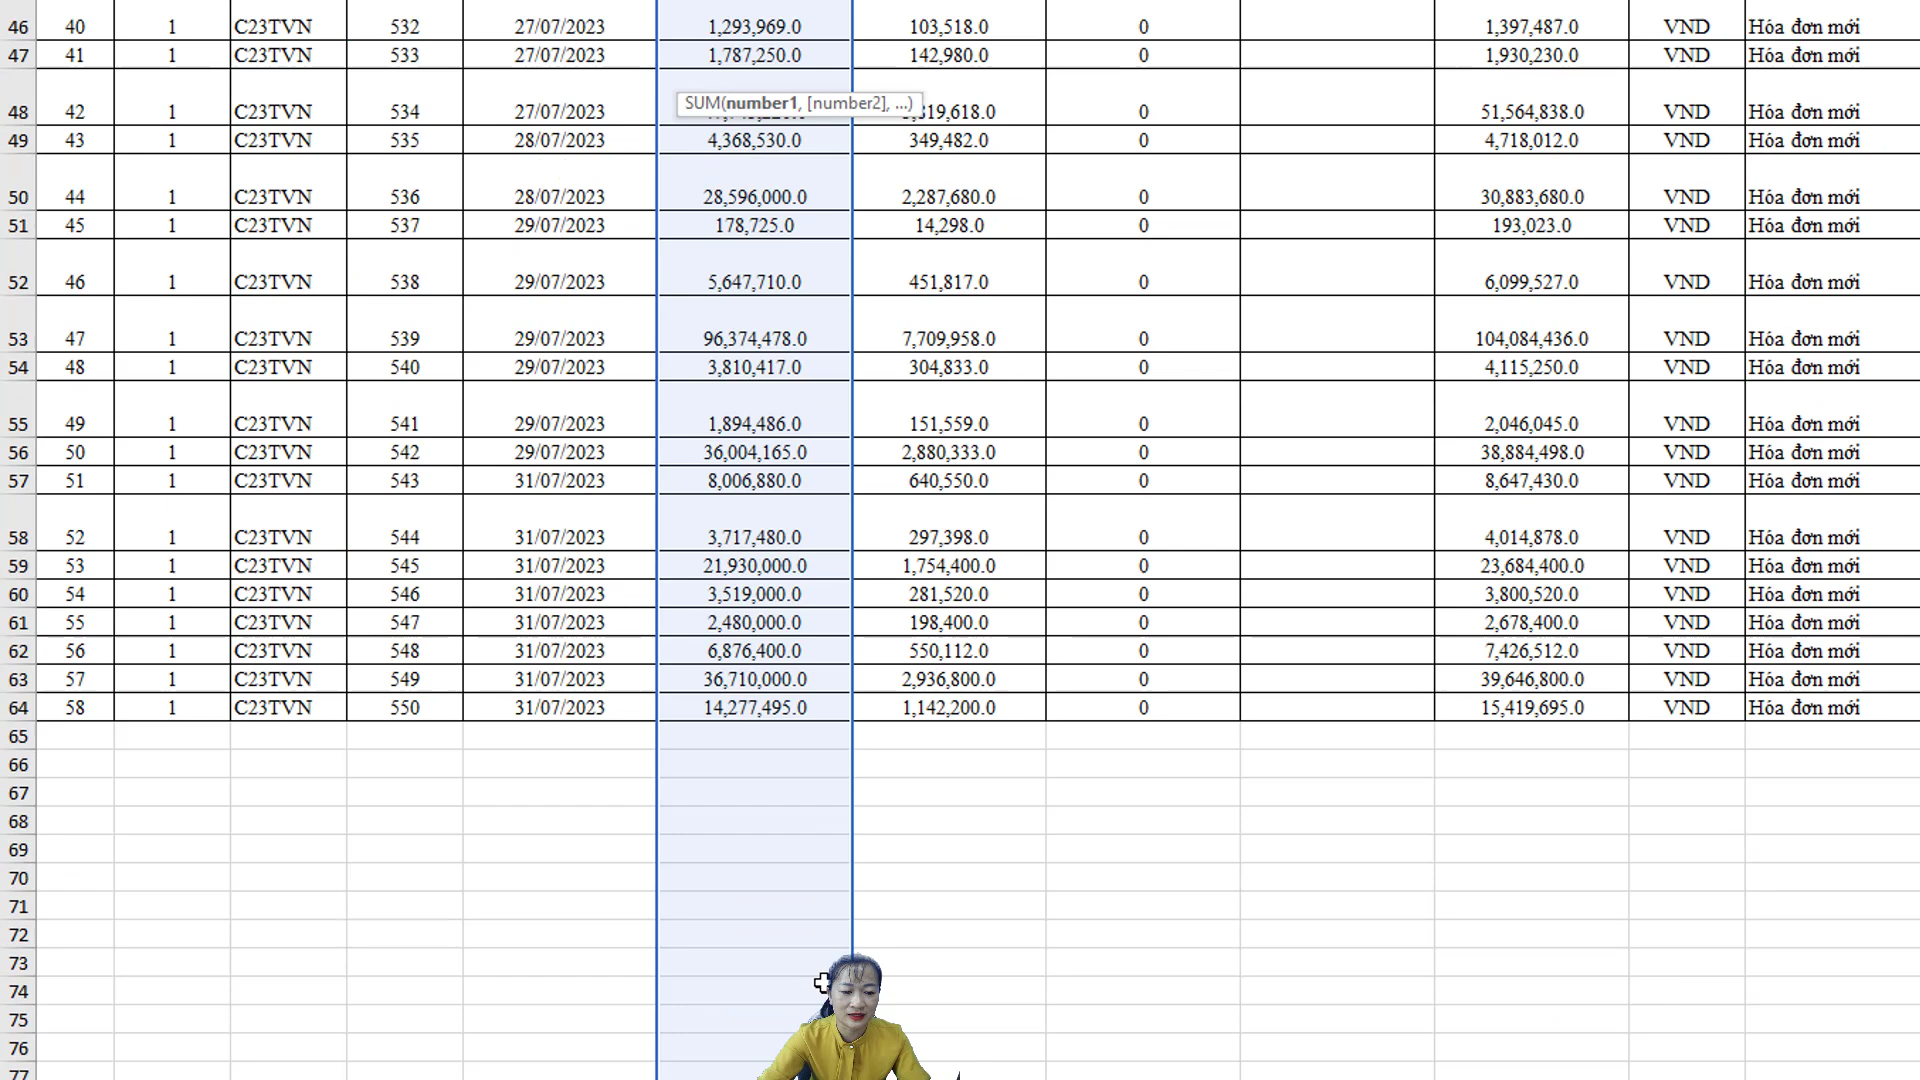 46 40 1 C23TVN 532 27/07/2023 1,293,969.0 103,518.0 0 1,397,487.0 VND Hóa đơn mới
47 41 1 C23TVN 533 27/07/2023 1,787,250.0 142,980.0 0 1,930,230.0 VND Hóa đơn mới
SUM(number1, [number2], ...)
48 42 1 C23TVN 534 27/07/2023 0 51,564,838.0 VND Hóa đơn mới
49 43 1 C23TVN 535 28/07/2023 4,368,530.0 349,482.0 0 4,718,012.0 VND Hóa đơn mới
50 44 1 C23TVN 536 28/07/2023 28,596,000.0 2,287,680.0 0 30,883,680.0 VND Hóa đơn mới
51 45 1 C23TVN 537 29/07/2023 178,725.0 14,298.0 0 193,023.0 VND Hóa đơn mới
52 46 1 C23TVN 538 29/07/2023 5,647,710.0 451,817.0 0 6,099,527.0 VND Hóa đơn mới
53 47 1 C23TVN 539 29/07/2023 96,374,478.0 7,709,958.0 0 104,084,436.0 VND Hóa đơn mới
54 48 1 C23TVN 540 29/07/2023 3,810,417.0 304,833.0 0 4,115,250.0 VND Hóa đơn mới
55 49 1 C23TVN 541 29/07/2023 1,894,486.0 151,559.0 0 2,046,045.0 VND Hóa đơn mới
56 50 1 C23TVN 542 29/07/2023 36,004,165.0 2,880,333.0 0 38,884,498.0 VND Hóa đơn mới
57 51 1 C23TVN 543 31/07/2023 8,006,880.0 640,550.0 0 8,647,430.0 VND Hóa đơn mới
58 52 1 C23TVN 544 31/07/2023 3,717,480.0 297,398.0 0 4,014,878.0 VND Hóa đơn mới
59 53 1 C23TVN 545 31/07/2023 21,930,000.0 1,754,400.0 0 23,684,400.0 VND Hóa đơn mới
60 54 1 C23TVN 546 31/07/2023 3,519,000.0 281,520.0 0 3,800,520.0 VND Hóa đơn mới
61 55 1 C23TVN 547 31/07/2023 2,480,000.0 198,400.0 0 2,678,400.0 VND Hóa đơn mới
62 56 1 C23TVN 548 31/07/2023 6,876,400.0 550,112.0 0 7,426,512.0 VND Hóa đơn mới
63 57 1 C23TVN 549 31/07/2023 36,710,000.0 2,936,800.0 0 39,646,800.0 VND Hóa đơn mới
64 58 1 C23TVN 550 31/07/2023 14,277,495.0 1,142,200.0 0 15,419,695.0 VND Hóa đơn mới
65
66
67
68
69
70
71
72
73
74
75
76
77